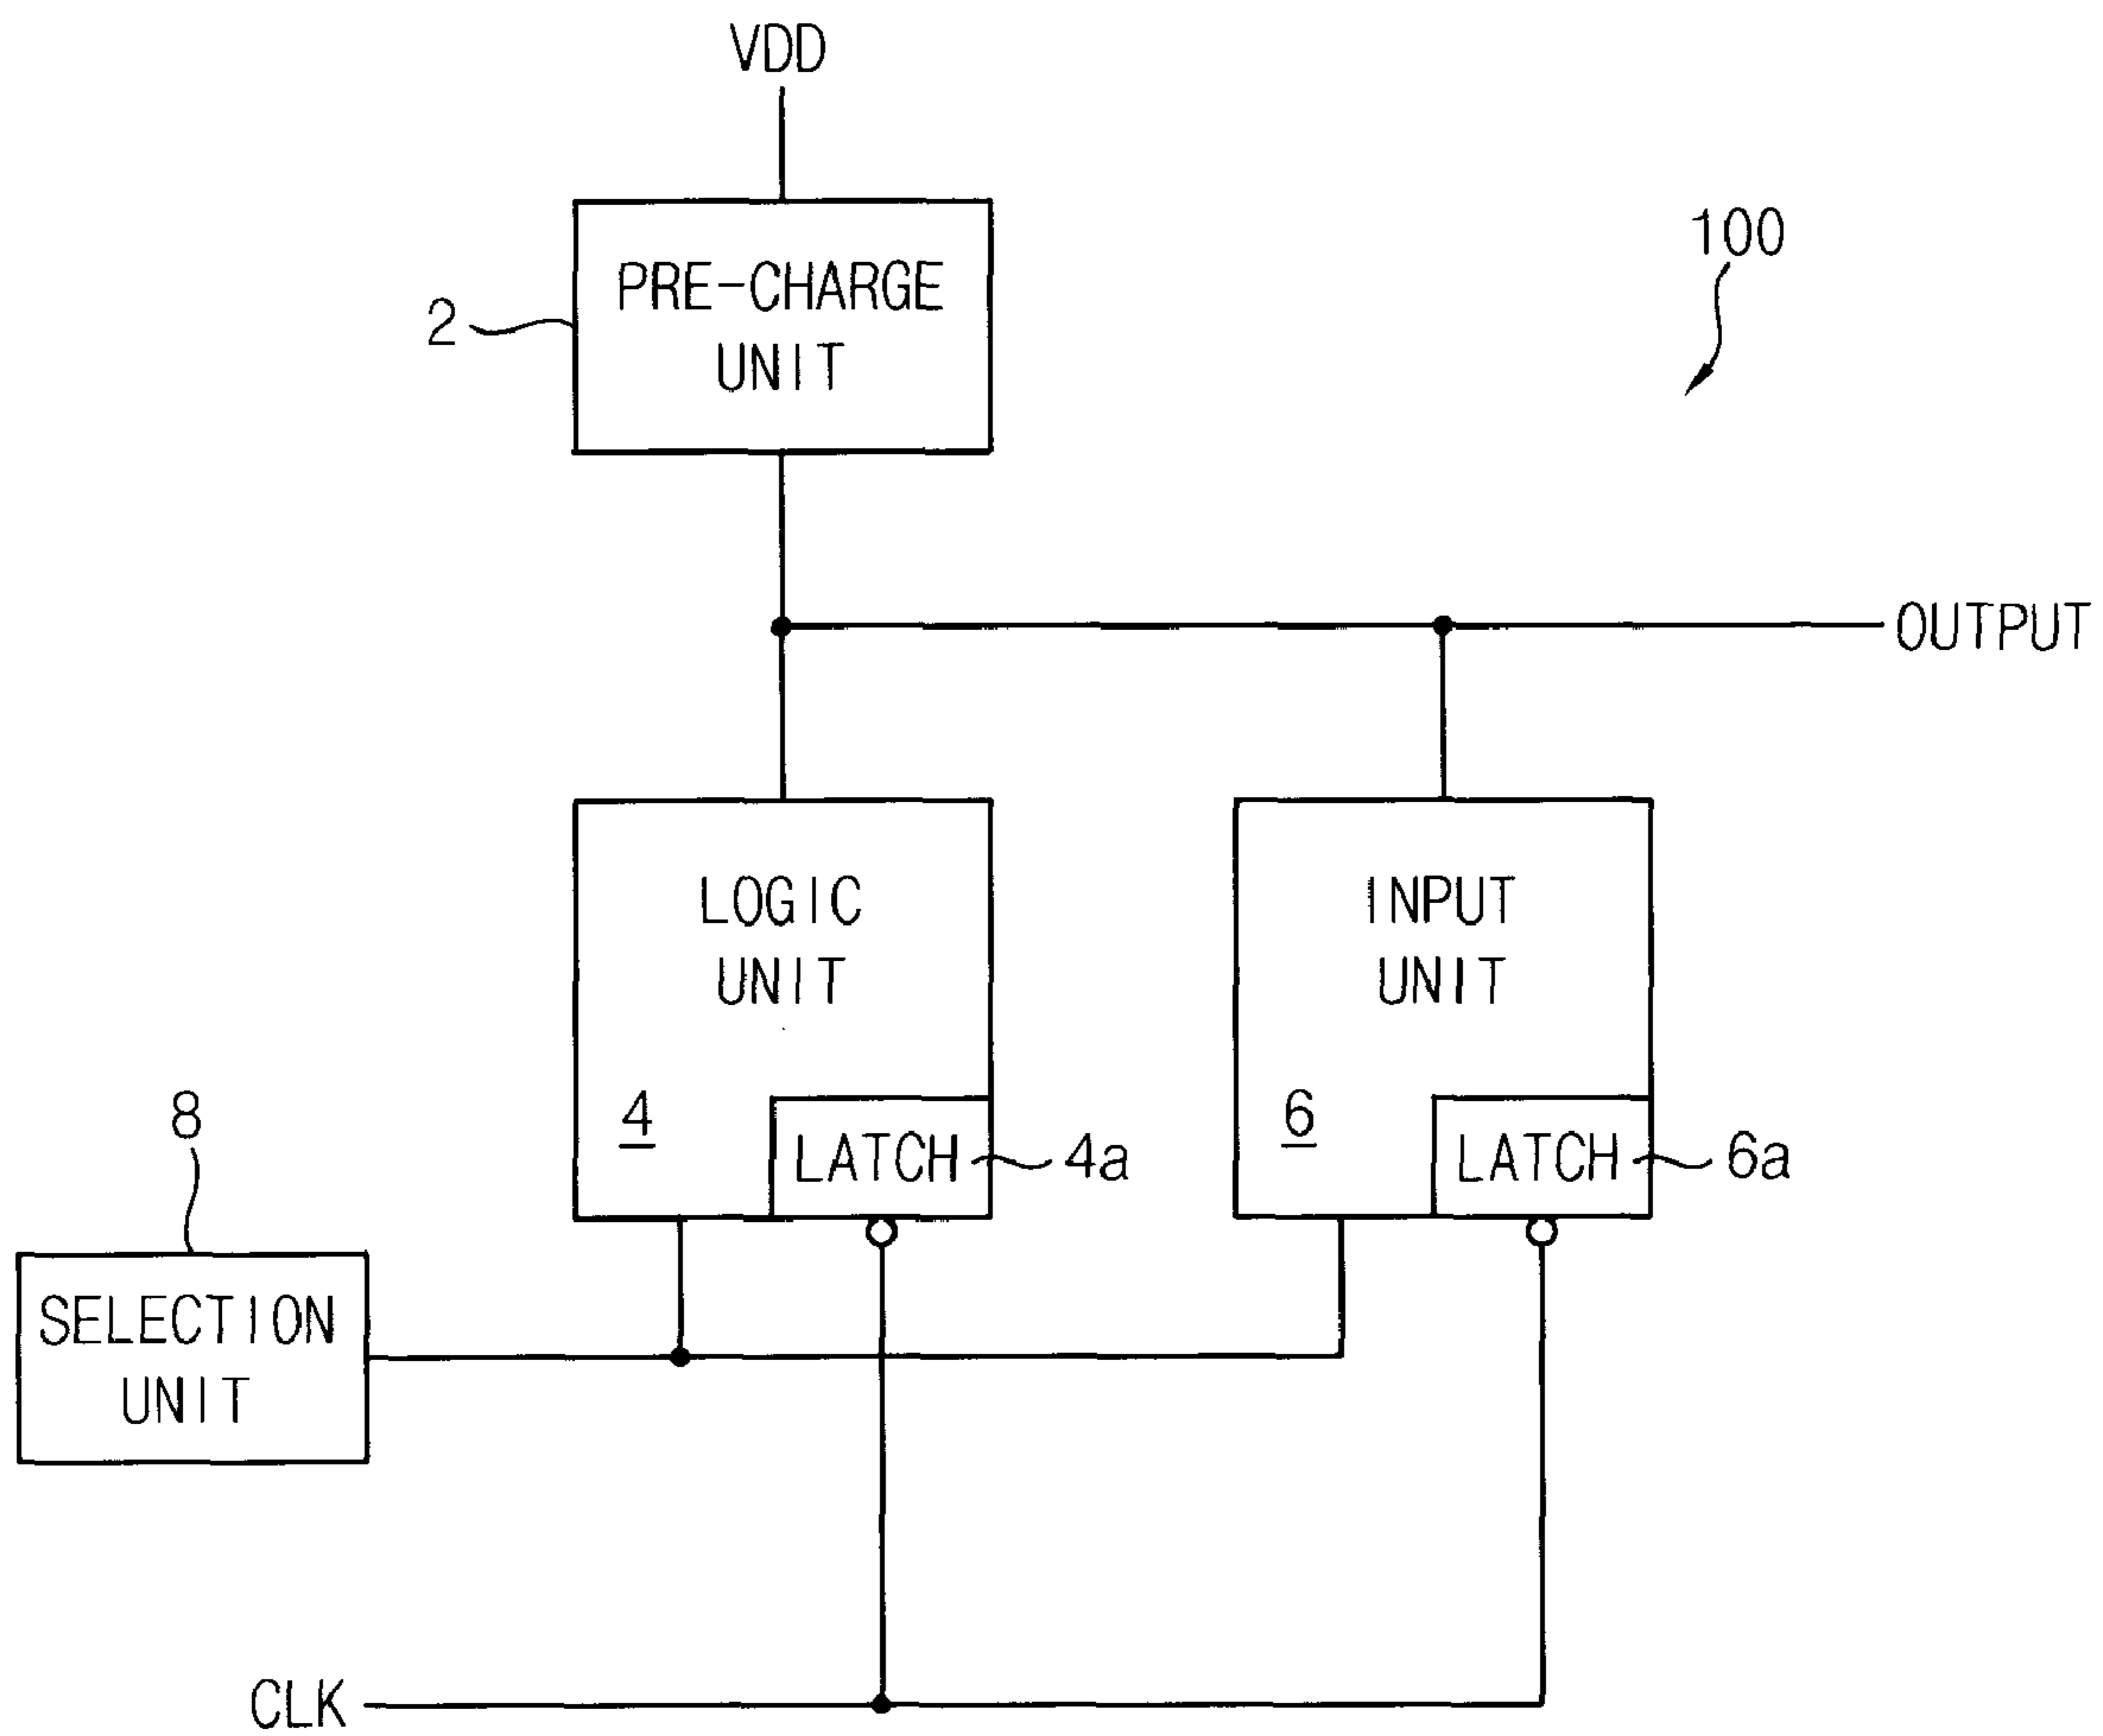 VDD
100
PRE-CHARGE
UNIT
2
OUTPUT
LOGIC
UNIT
4
LATCH
4a
INPUT
UNIT
6
LATCH
6a
8
SELECTION
UNIT
CLK